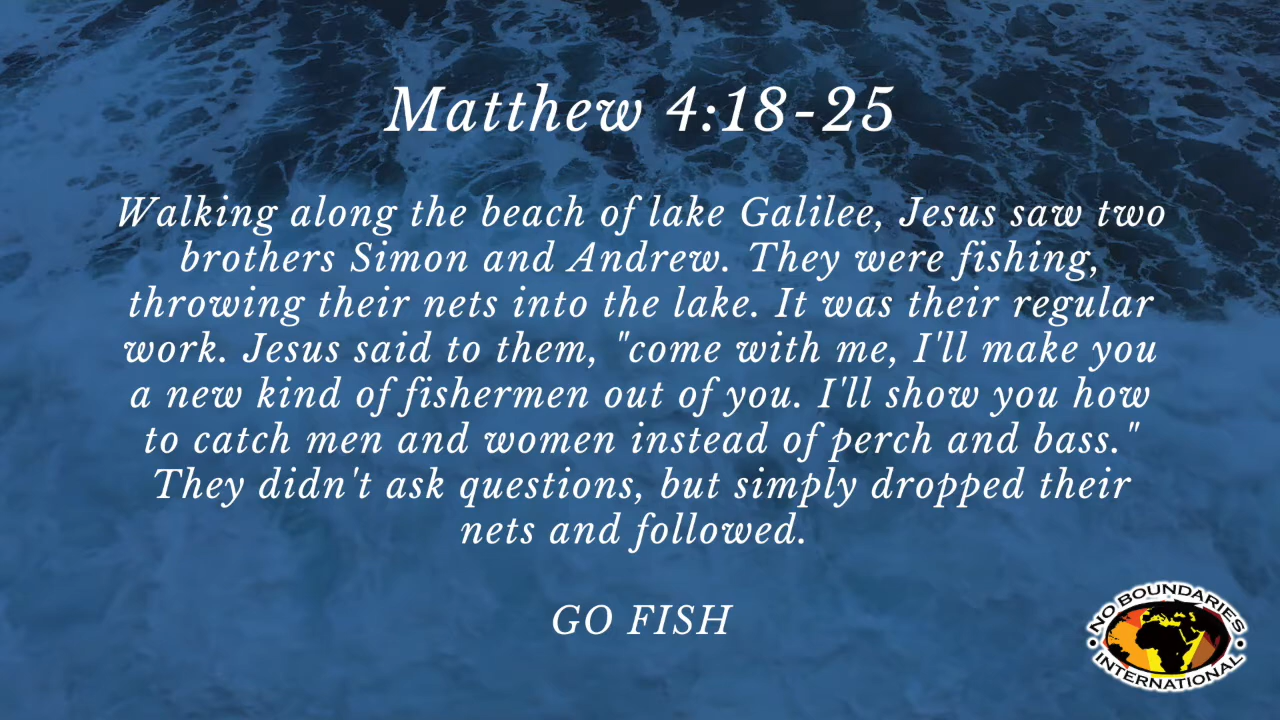 Matthew 4:18-25
Walking along the beach of lake Galilee, Jesus saw two
brothers Simon and Andrew. They were fishing,
throwing their nets into the lake. It was their regular
work. Jesus said to them, "come with me, I'll make you
a new kind of fishermen out of you. I'll show you how
to catch men and women instead of perch and bass."
They didn't ask questions, but simply dropped their
nets and followed.
GO FISH
NO BOUNDARIES
INTERNATIONAL